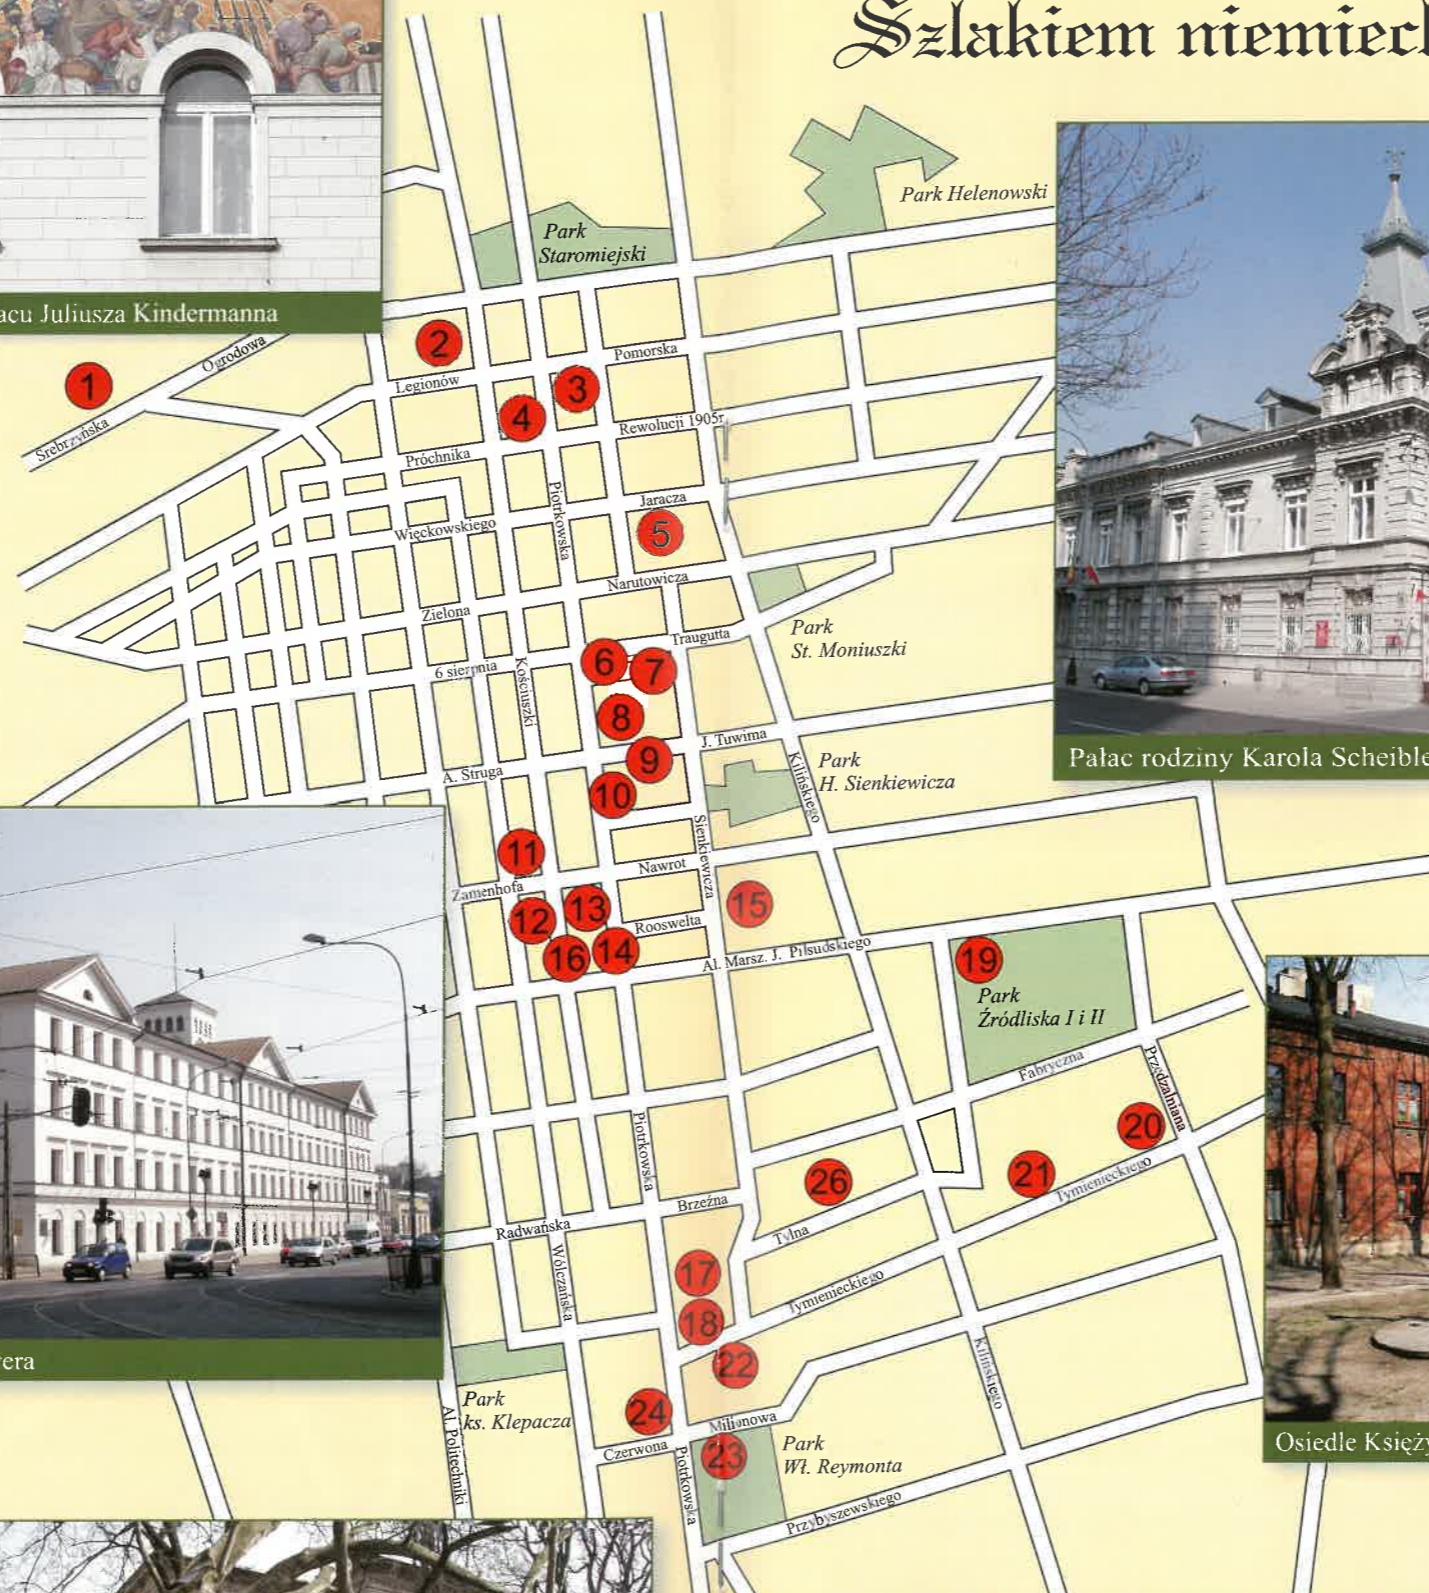 Szlakiem niemiec
acu Juliusza Kindermanna
Park Helenowski
Park
Staromiejski
Ogrodowa
1
2
Pomorska
Legionów
3
4
Srebrzyńska
Rewolucji 1905r.
Próchnika
Piotrkowska
Jaracza
Więckowskiego
5
Narutowicza
Zielona
Park
St. Moniuszki
Traugutta
6 sierpnia
Kościuszki
6
7
8
J. Tuwima
Kilińskiego
Park
H. Sienkiewicza
Pałac rodziny Karola Scheible
9
A. Struga
10
Sienkiewicza
11
Nawrot
Zamenhofa
12
13
15
Roosvelta
16
14
Al. Marsz. J. Piłsudskiego
19
Park
Źródliska I i II
Fabryczna
Przędzalniana
20
Piotrkowska
26
21
Tymienieckiego
Brzeźna
Radwańska
Tylna
Wólczańska
17
Tymienieckiego
18
era
22
Kilińskiego
Park
ks. Klepacza
24
Milionowa
Al. Politechniki
Czerwona
Piotrkowska
23
Park
Wł. Reymonta
Osiedle Księż
Przybyszewskiego